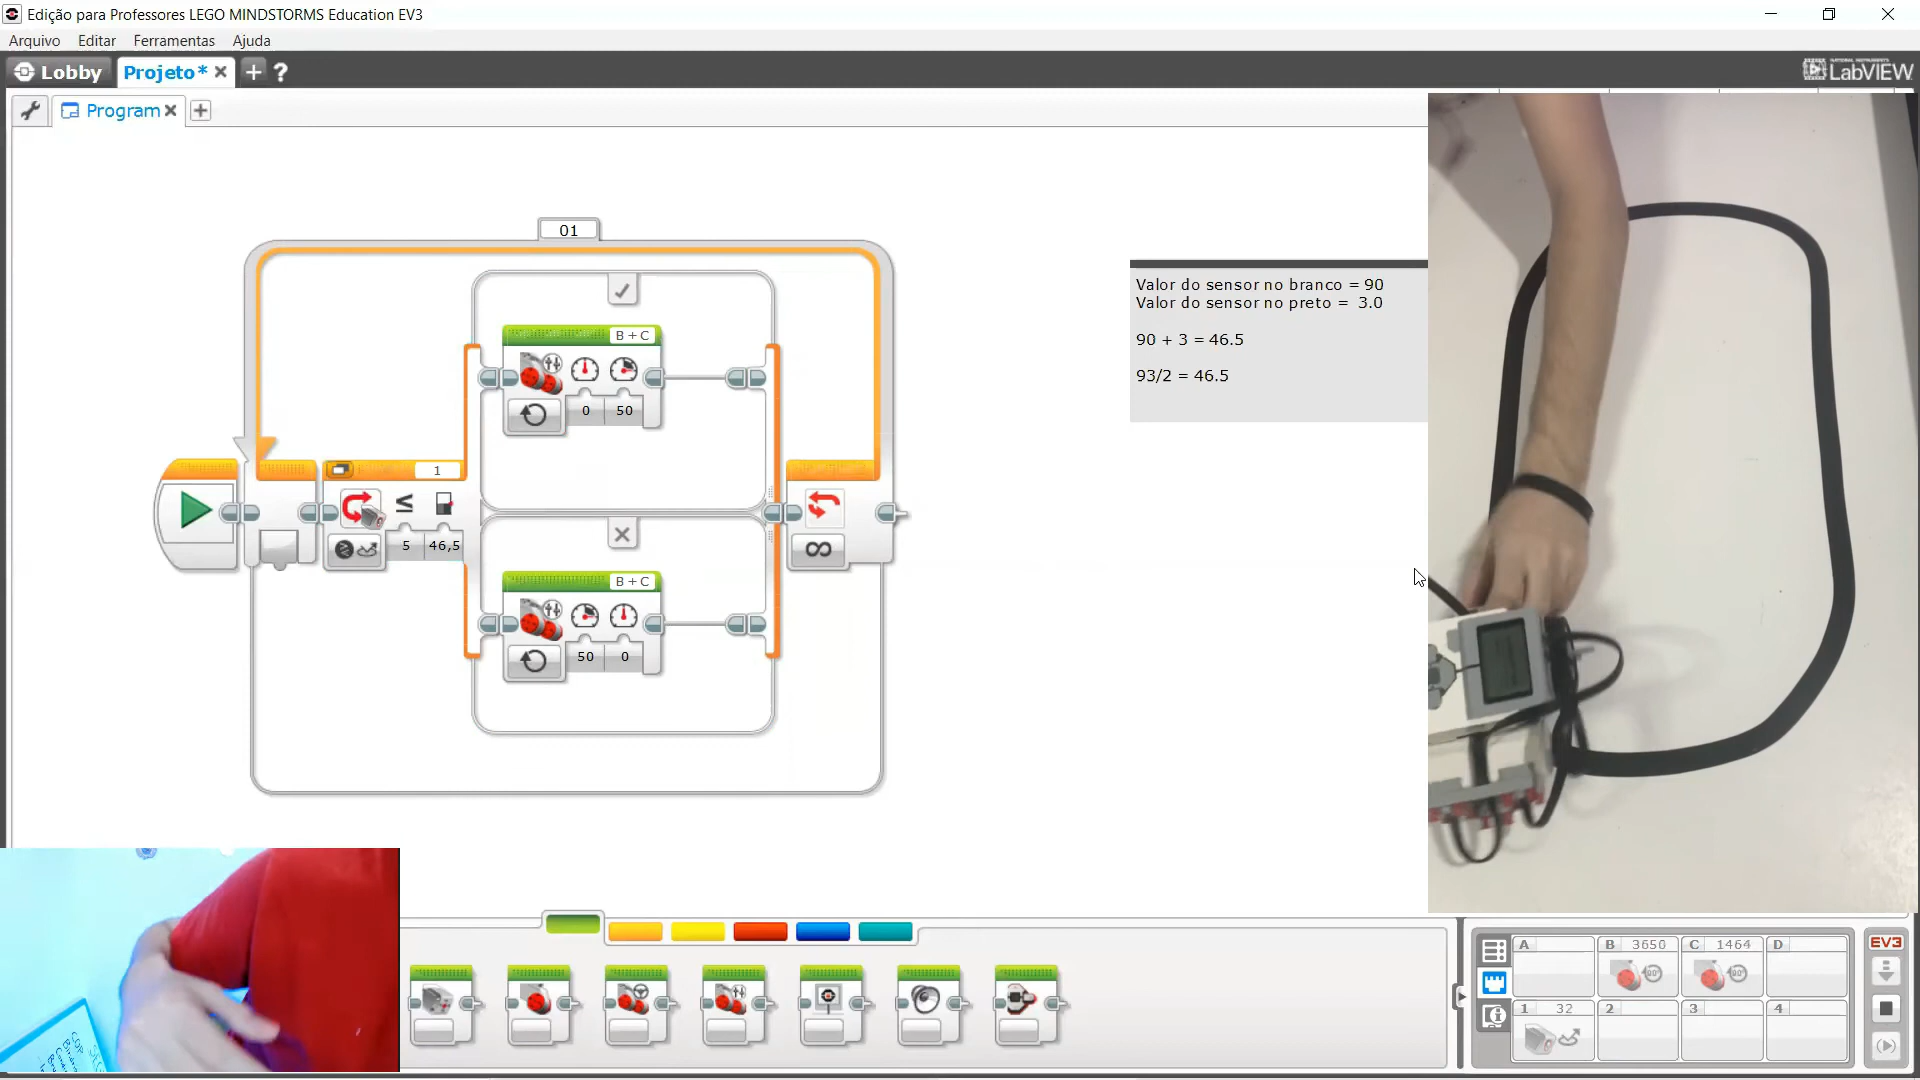 Edição para Professores LEGO MINDSTORMS Education EV3
Arquivo Editar Ferramentas Ajuda
Lobby Projeto* + ?
NATIONAL INSTRUMENTS
LabVIEW
Program
01
B + C
0 50
1
≤
5 46,5
B + C
50 0
∞
Valor do sensor no branco = 90
Valor do sensor no preto = 3.0
90 + 3 = 46.5
93/2 = 46.5
A B 3650 C 1464 D
EV3
1 32 2 3 4